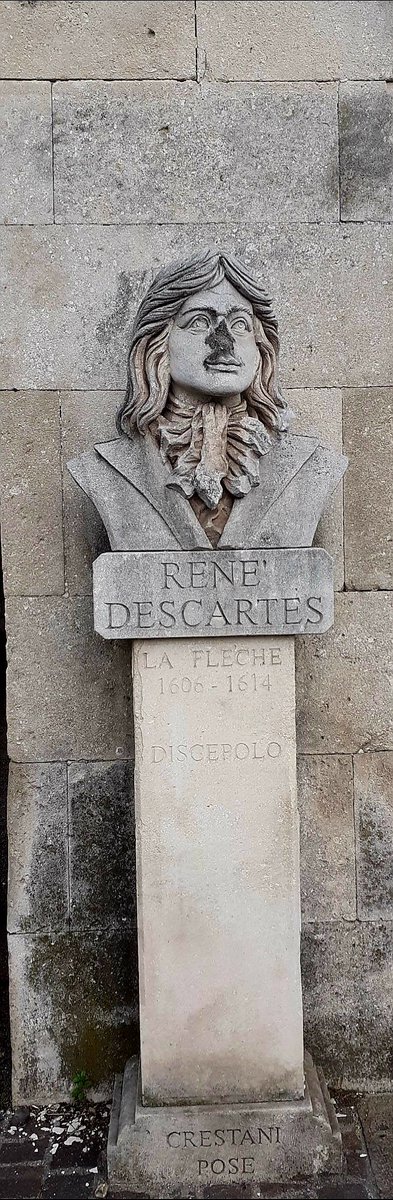 RENE'
DESCARTES
LA FLECHE
1606 - 1614
DISCEPOLO
CRESTANI
POSE